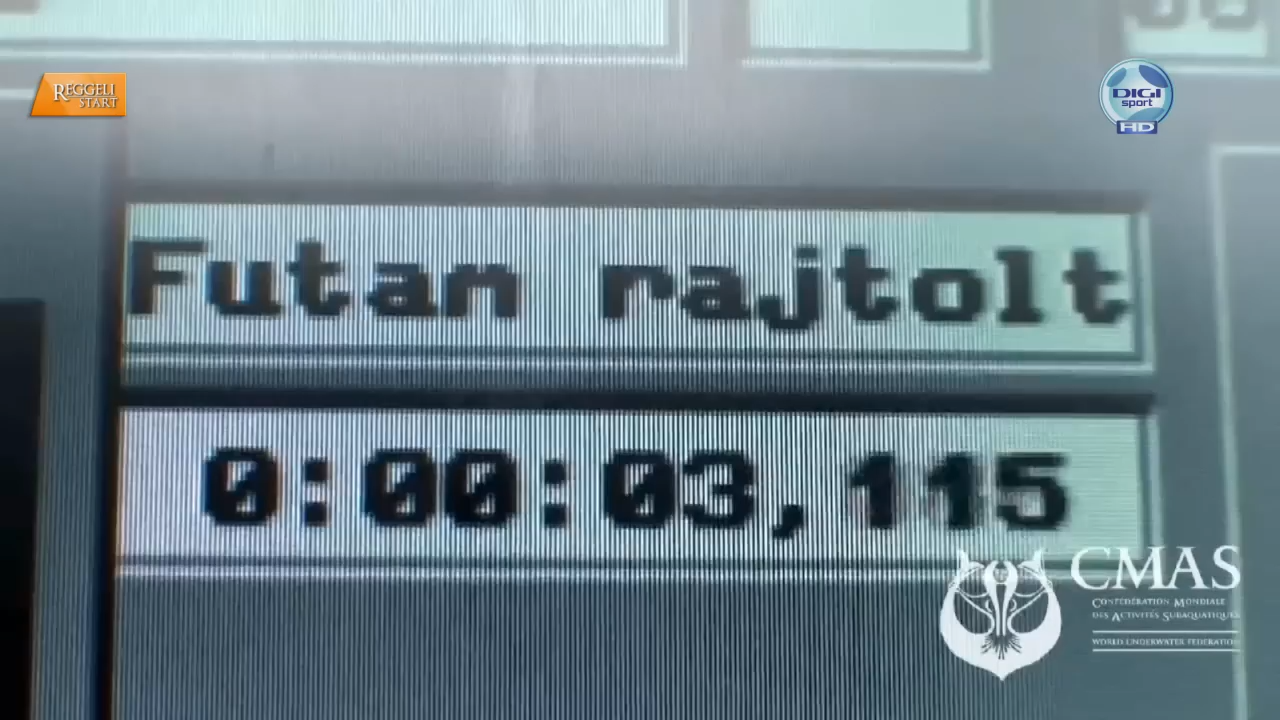 REGGELI
START
DIGI
sport
HD
Futam rajtolt
0:00:03,115
CMAS
CONFÉDÉRATION MONDIALE
DES ACTIVITÉS SUBAQUATIQUES
WORLD UNDERWATER FEDERATION